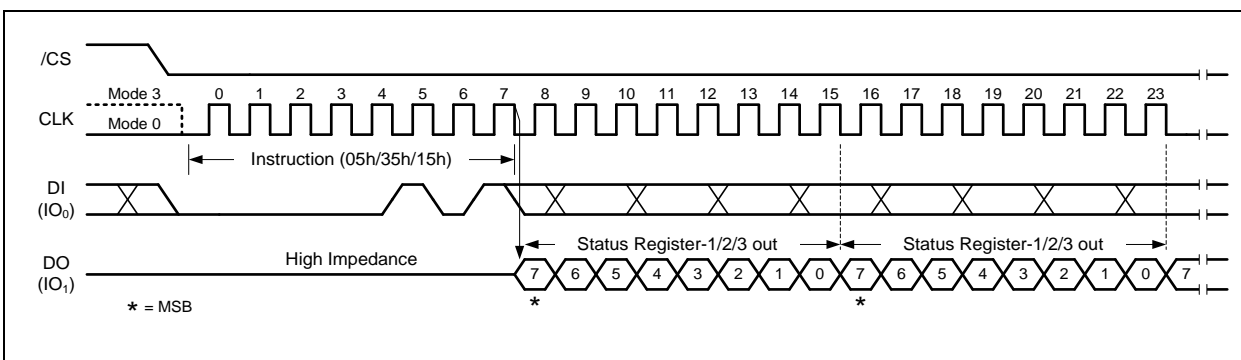 /CS
Mode 3
0 1 2 3 4 5 6 7 8 9 10 11 12 13 14 15 16 17 18 19 20 21 22 23
CLK
Mode 0
Instruction (05h/35h/15h)
DI
(IO₀)
Status Register-1/2/3 out Status Register-1/2/3 out
High Impedance
DO
(IO₁)
7 6 5 4 3 2 1 0 7 6 5 4 3 2 1 0 7
* *
* = MSB